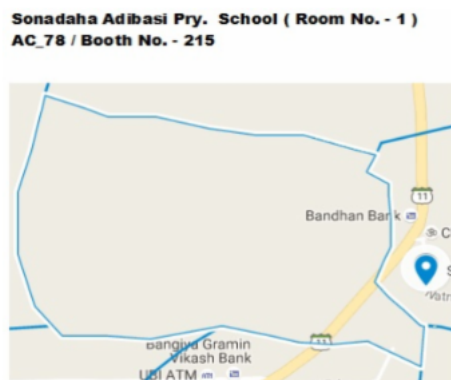 Sonadaha Adibasi Pry. School ( Room No. - 1 )
AC_78 / Booth No. - 215
11
Bandhan Bank
C
S
11
Bangiya Gramin
Vikash Bank
UBI ATM